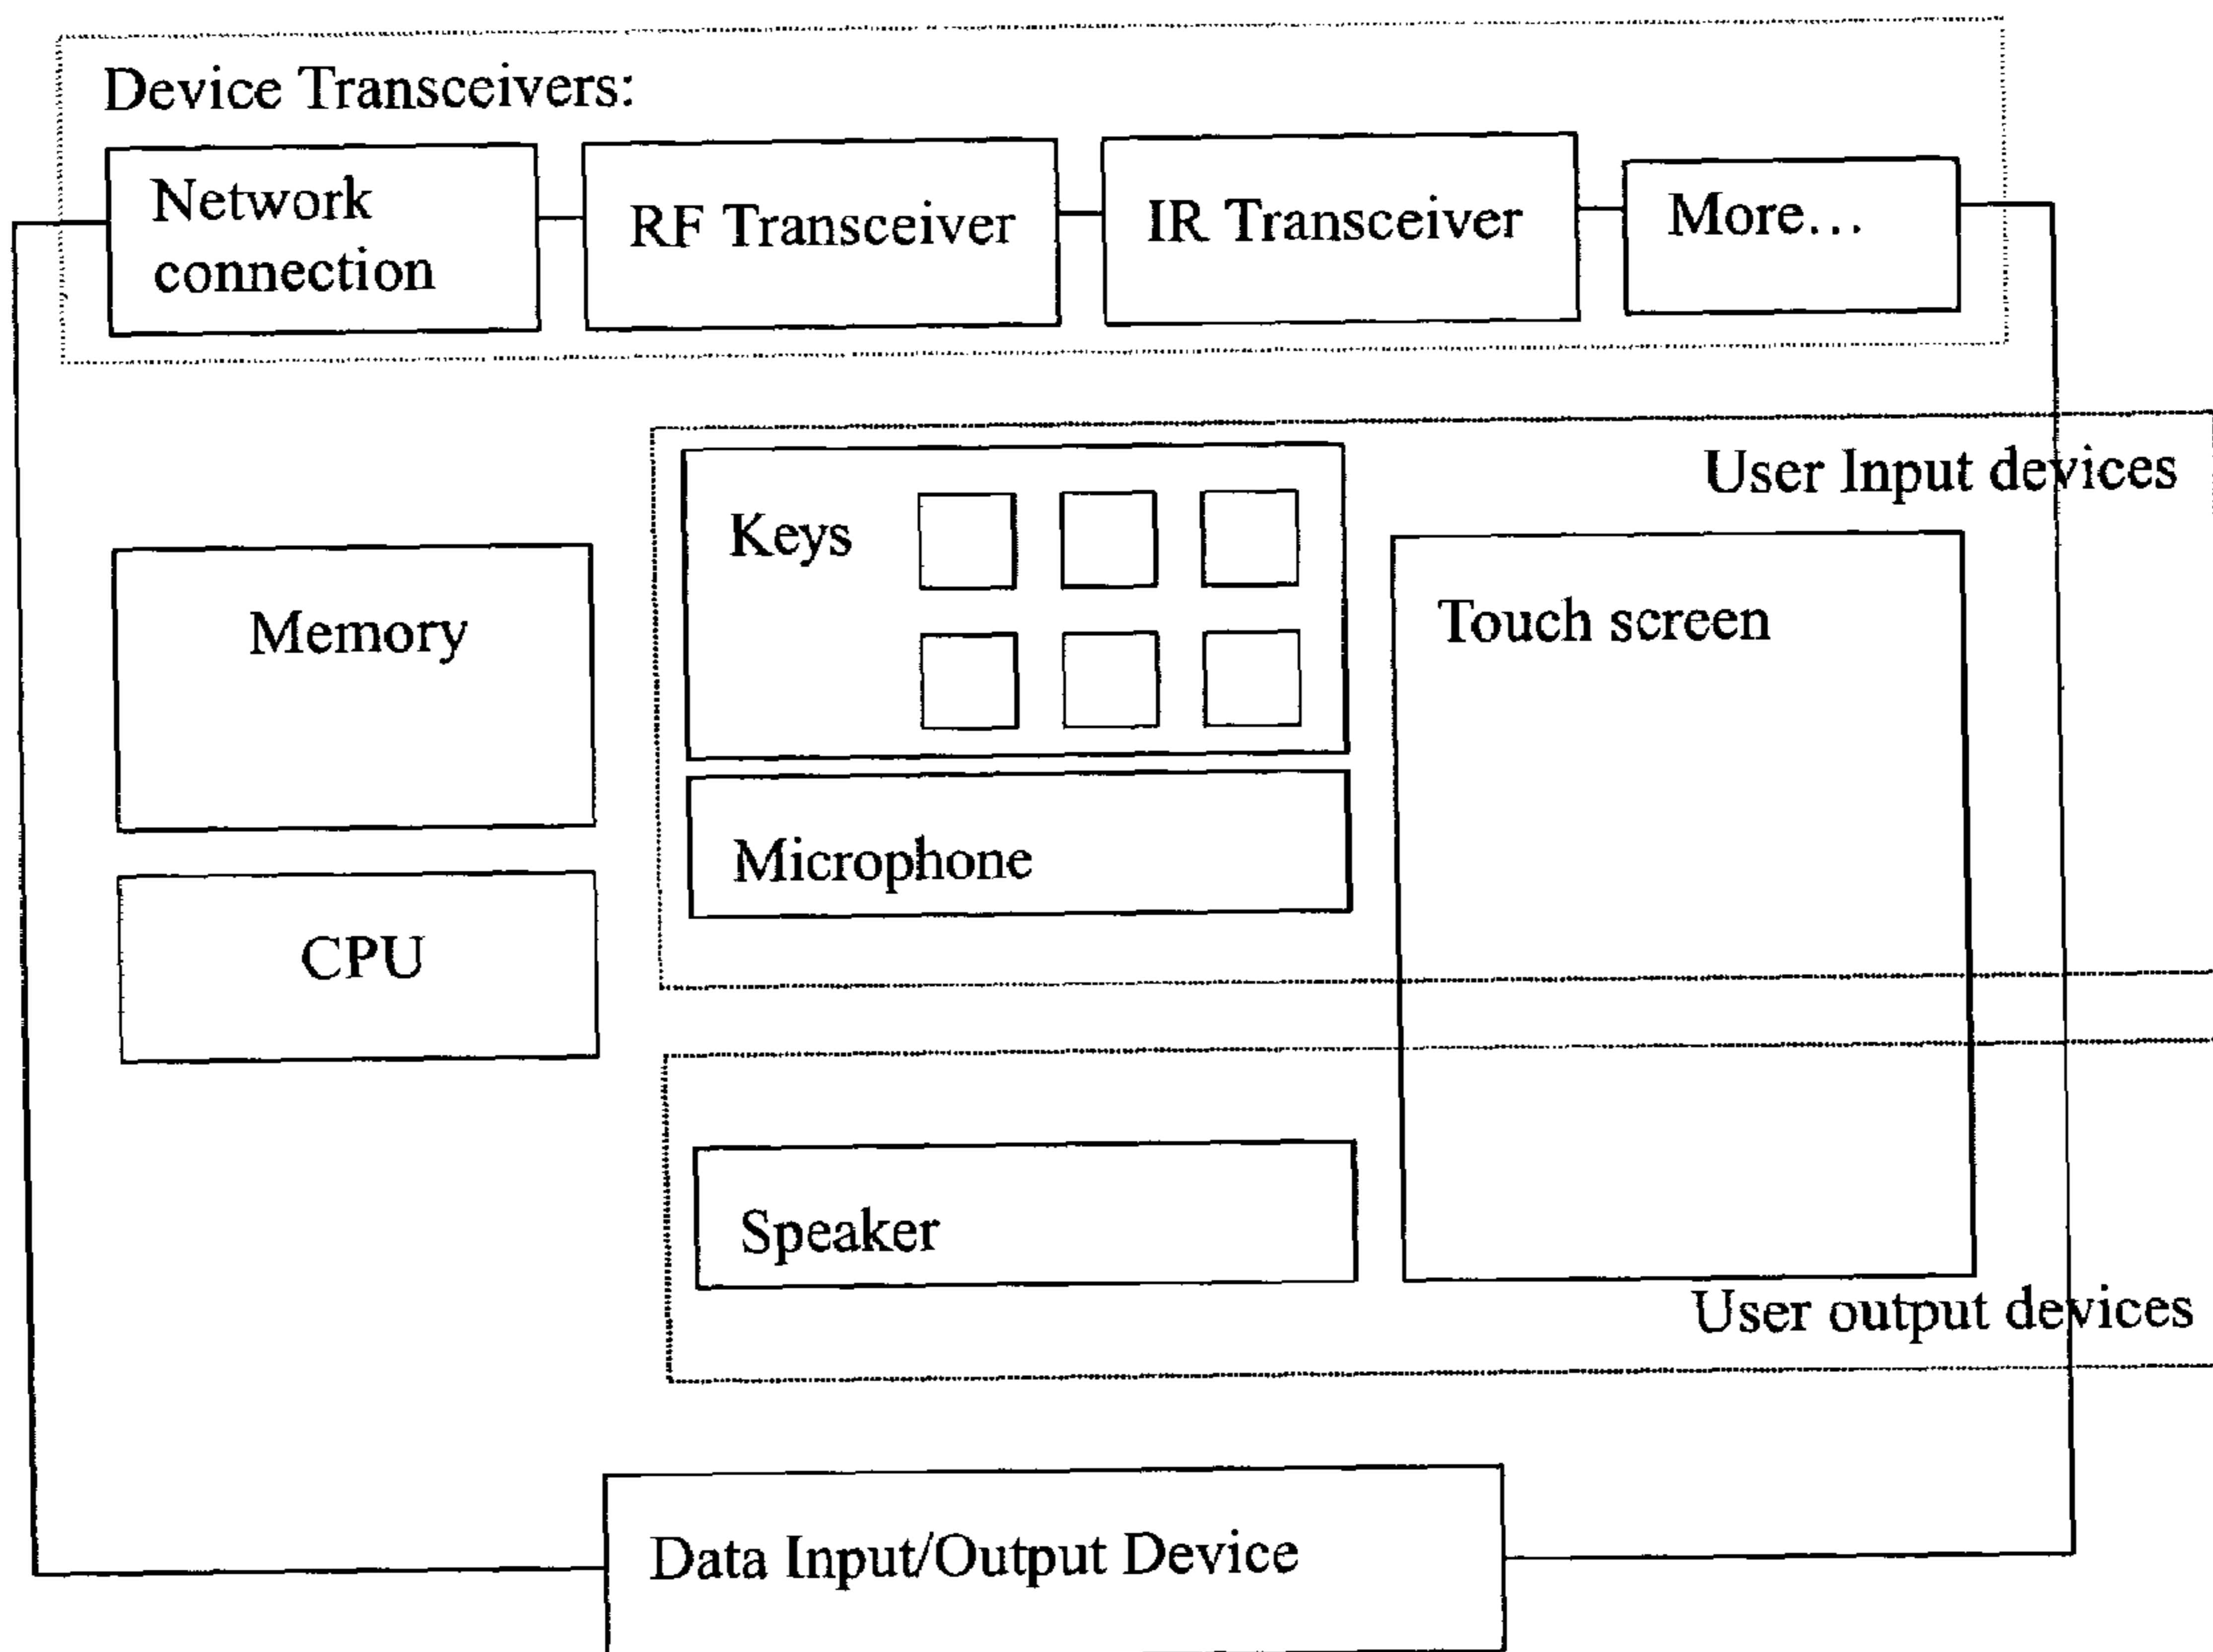 Device Transceivers:
Network
connection
RF Transceiver
IR Transceiver
More...
User Input devices
Keys
Touch screen
Memory
Microphone
CPU
Speaker
User output devices
Data Input/Output Device